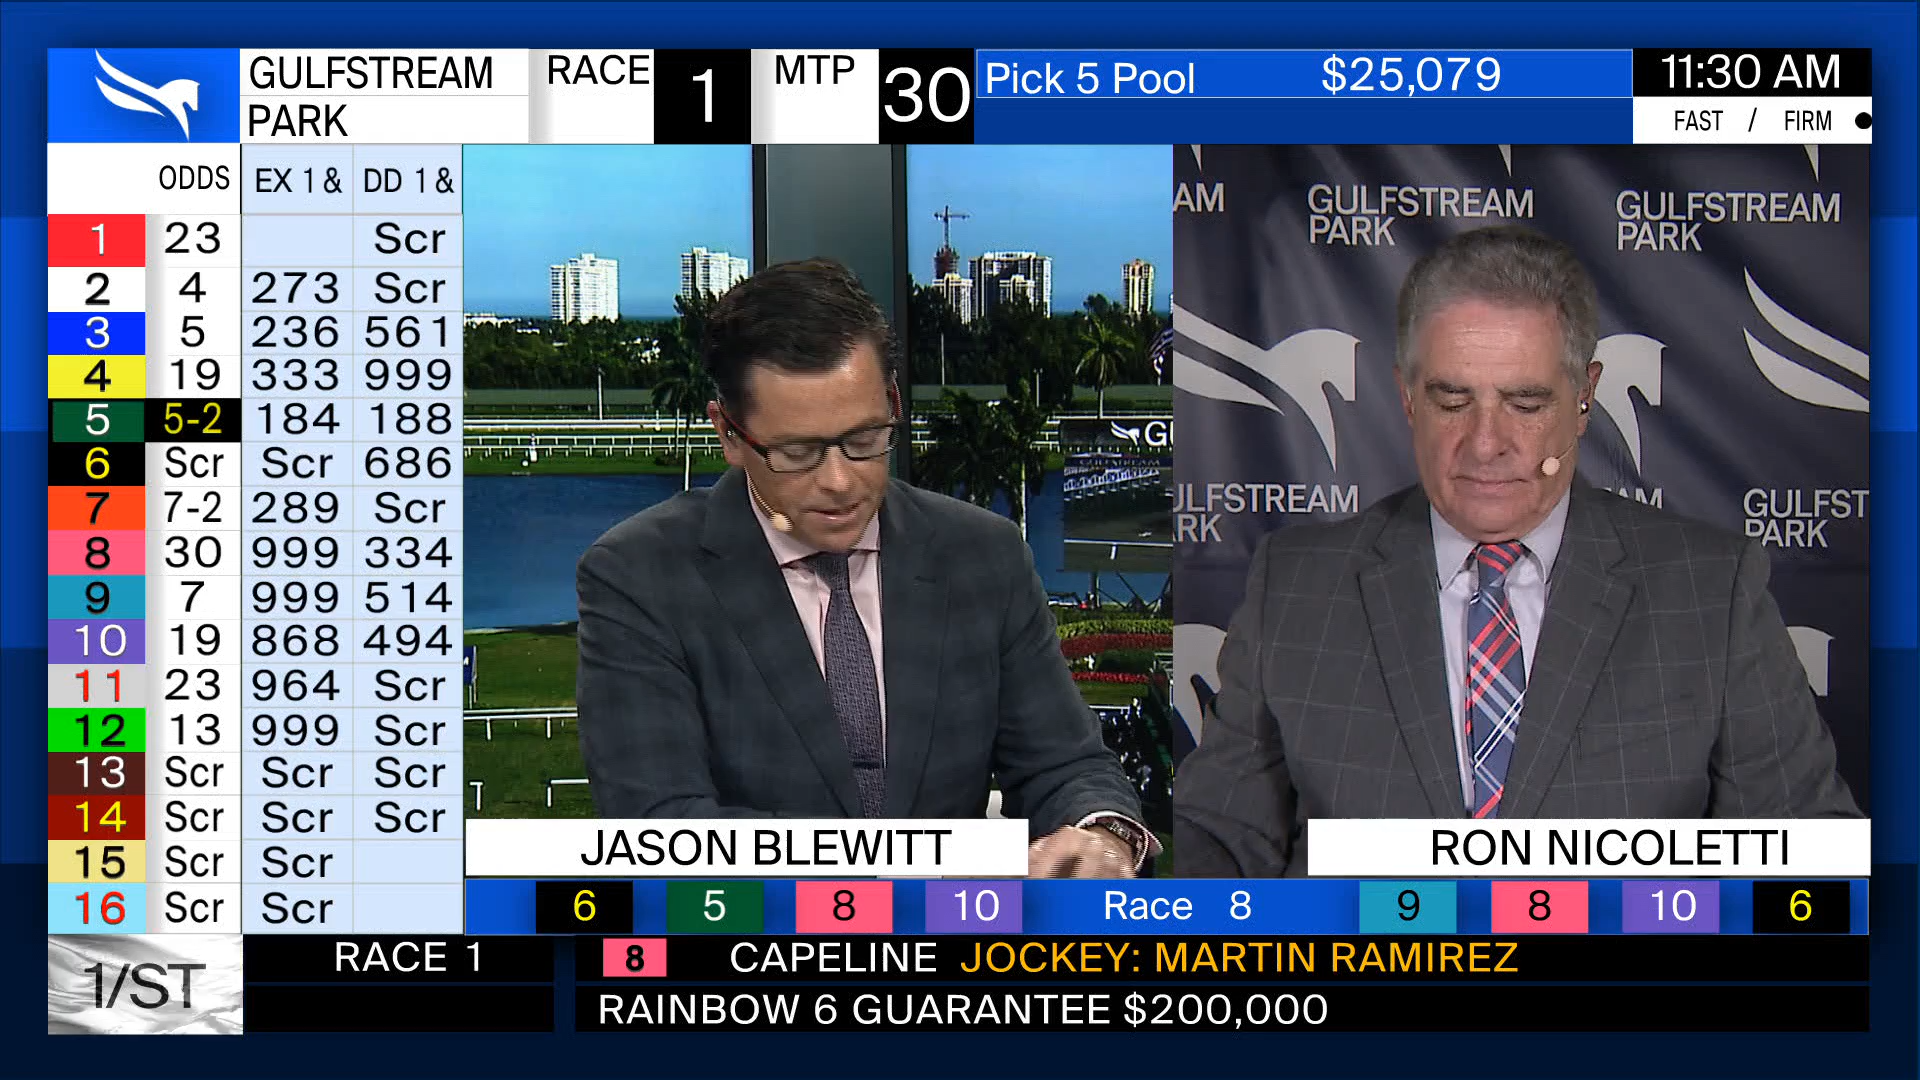 GULFSTREAM
PARK
RACE 1 MTP 30
Pick 5 Pool $25,079
11:30 AM
FAST / FIRM
ODDS EX 1 & DD 1 &
1 23 Scr
2 4 273 Scr
3 5 236 561
4 19 333 999
5 5-2 184 188
6 Scr Scr 686
7 7-2 289 Scr
8 30 999 334
9 7 999 514
10 19 868 494
11 23 964 Scr
12 13 999 Scr
13 Scr Scr Scr
14 Scr Scr Scr
15 Scr Scr
16 Scr Scr
G
AM
GULFSTREAM
PARK
GULFSTREAM
PARK
ULFSTREAM
RK
AM
GULFST
PARK
JASON BLEWITT
RON NICOLETTI
6 5 8 10 Race 8 9 8 10 6
1/ST
RACE 1
8 CAPELINE JOCKEY: MARTIN RAMIREZ
RAINBOW 6 GUARANTEE $200,000